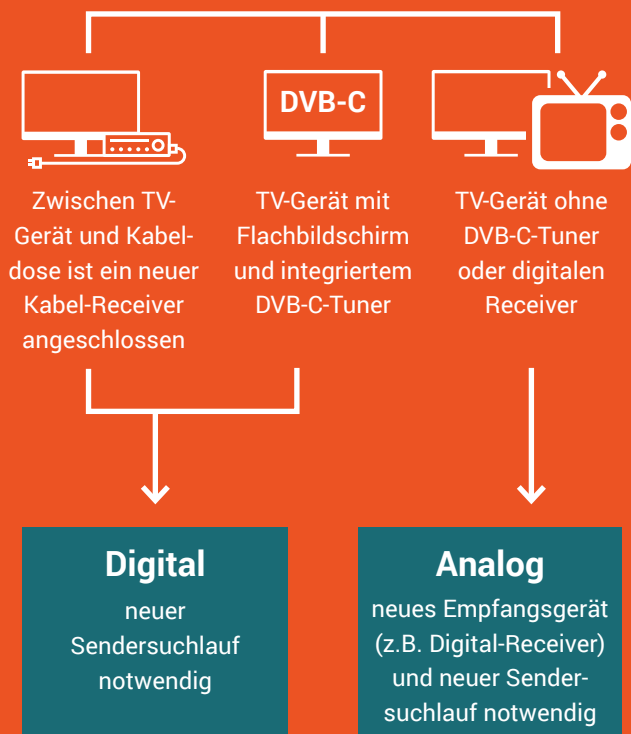 DVB-C
Zwischen TV-
Gerät und Kabel-
dose ist ein neuer
Kabel-Receiver
angeschlossen
TV-Gerät mit
Flachbildschirm
und integriertem
DVB-C-Tuner
TV-Gerät ohne
DVB-C-Tuner
oder digitalen
Receiver
Digital
neuer
Sendersuchlauf
notwendig
Analog
neues Empfangsgerät
(z.B. Digital-Receiver)
und neuer Sender-
suchlauf notwendig